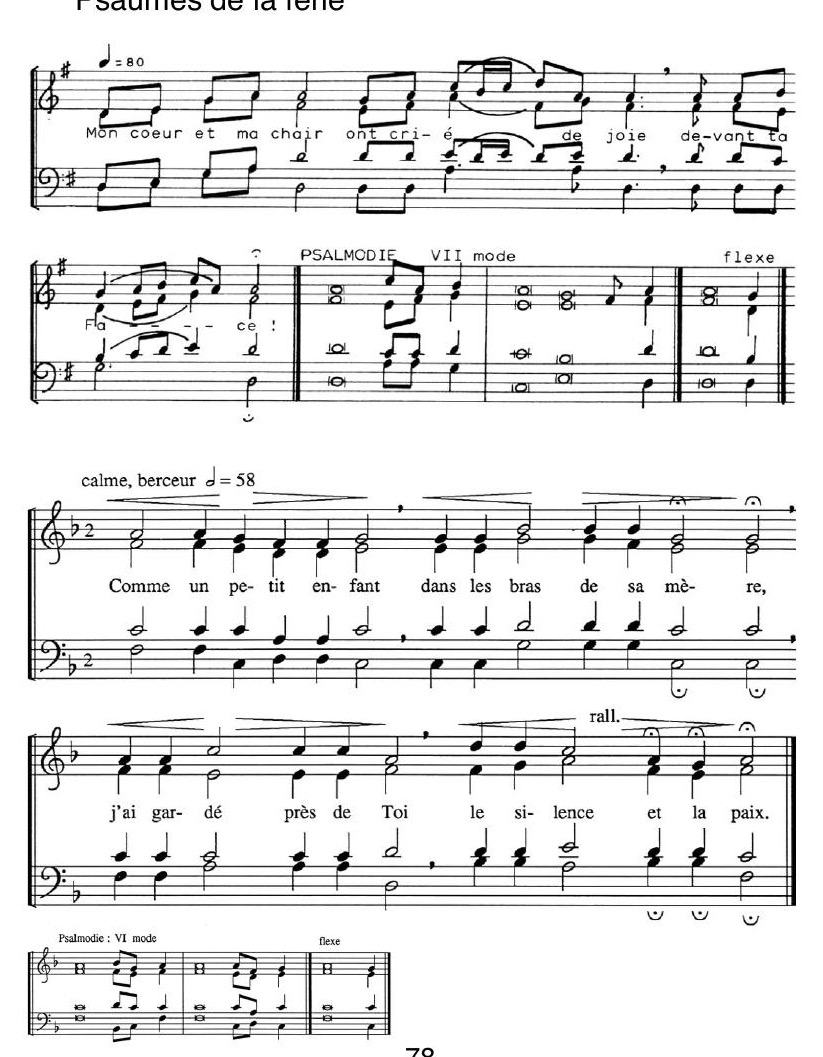 Psaumes de la férie
= 80
Mon coeur et ma chair ont cri- é de joie de-vant ta
Fa - - - - ce !
PSALMODIE VII mode
flexe
calme, berceur = 58
2
Comme un pe- tit en- fant dans les bras de sa mè- re,
2
rall.
j'ai gar- dé près de Toi le si- lence et la paix.
Psalmodie : VI mode
flexe
78